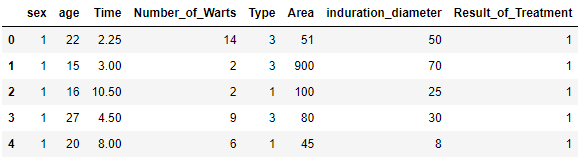 sex age Time Number_of_Warts Type Area induration_diameter Result_of_Treatment
0 1 22 2.25 14 3 51 50 1
1 1 15 3.00 2 3 900 70 1
2 1 16 10.50 2 1 100 25 1
3 1 27 4.50 9 3 80 30 1
4 1 20 8.00 6 1 45 8 1